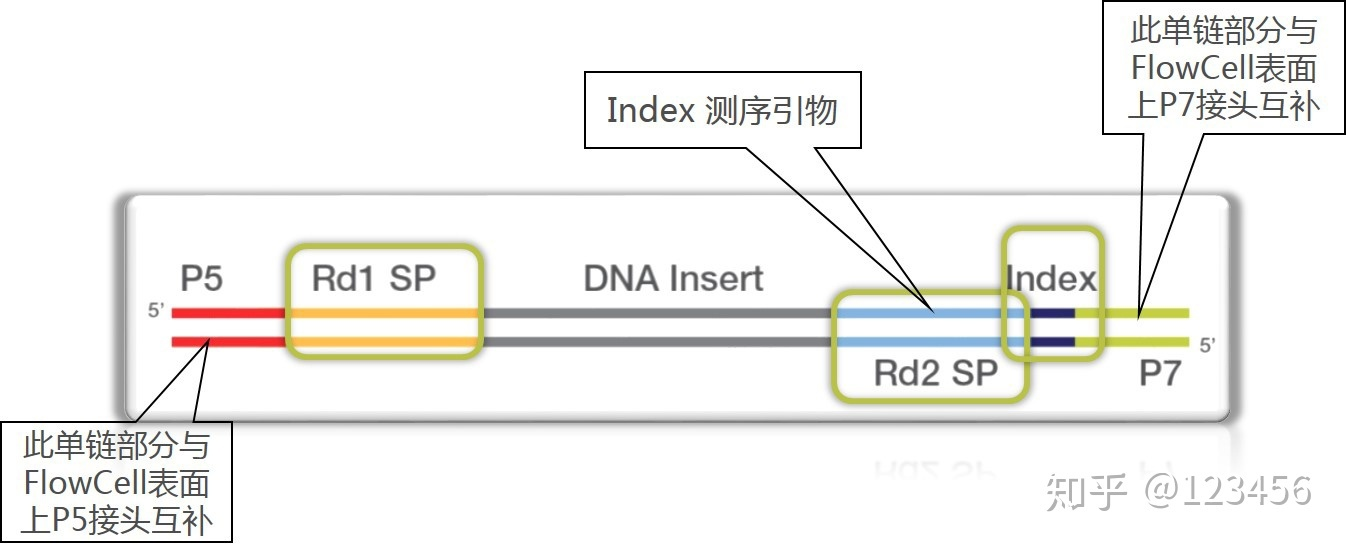 此单链部分与
FlowCell表面
上P7接头互补
Index 测序引物
P5
Rd1 SP
DNA Insert
Index
5’
5’
Rd2 SP
P7
此单链部分与
FlowCell表面
上P5接头互补
Rd2 SP
知乎 @123456